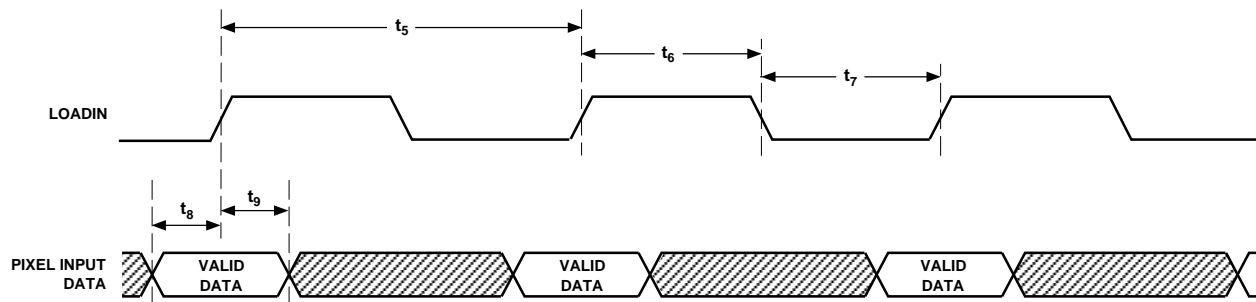 t5
t6
t7
LOADIN
t8
t9
PIXEL INPUT
DATA
VALID
DATA
VALID
DATA
VALID
DATA